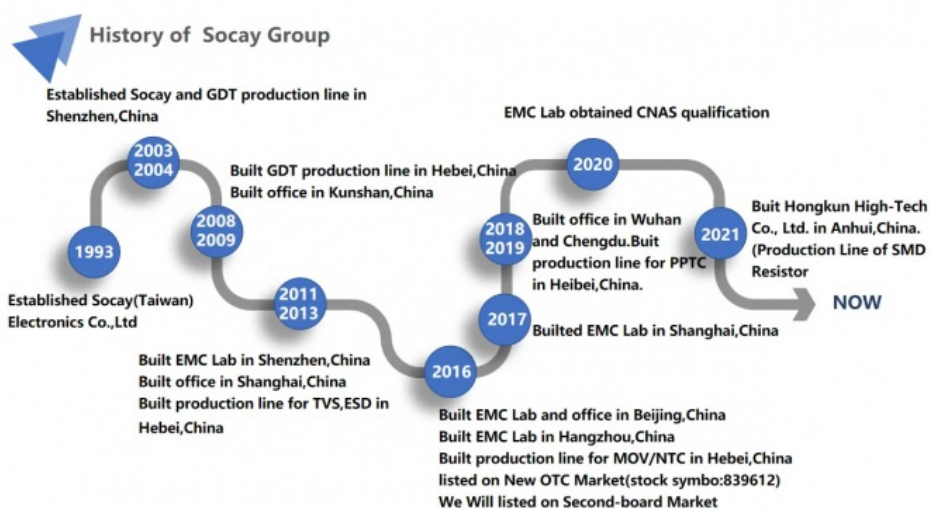 History of Socay Group
Established Socay and GDT production line in
Shenzhen,China
2003
2004
1993
Established Socay(Taiwan)
Electronics Co.,Ltd
Built GDT production line in Hebei,China
Built office in Kunshan,China
2008
2009
2011
2013
Built EMC Lab in Shenzhen,China
Built office in Shanghai,China
Built production line for TVS,ESD in
Hebei,China
2016
Built EMC Lab and office in Beijing,China
Built EMC Lab in Hangzhou,China
Built production line for MOV/NTC in Hebei,China
listed on New OTC Market(stock symbo:839612)
We Will listed on Second-board Market
2017
Builted EMC Lab in Shanghai,China
2018
2019
Built office in Wuhan
and Chengdu.Buit
production line for PPTC
in Heibei,China.
EMC Lab obtained CNAS qualification
2020
2021
Buit Hongkun High-Tech
Co., Ltd. in Anhui,China.
(Production Line of SMD
Resistor
NOW